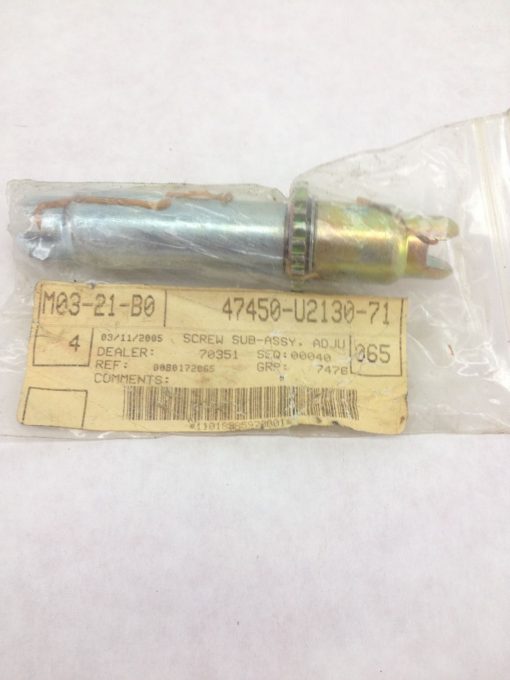 M03-21-B0 47450-U2130-71
4 03/11/2005 SCREW SUB-ASSY, ADJU 065
DEALER: 70351 SEQ:00040
REF: GRP: 7476
COMMENTS: